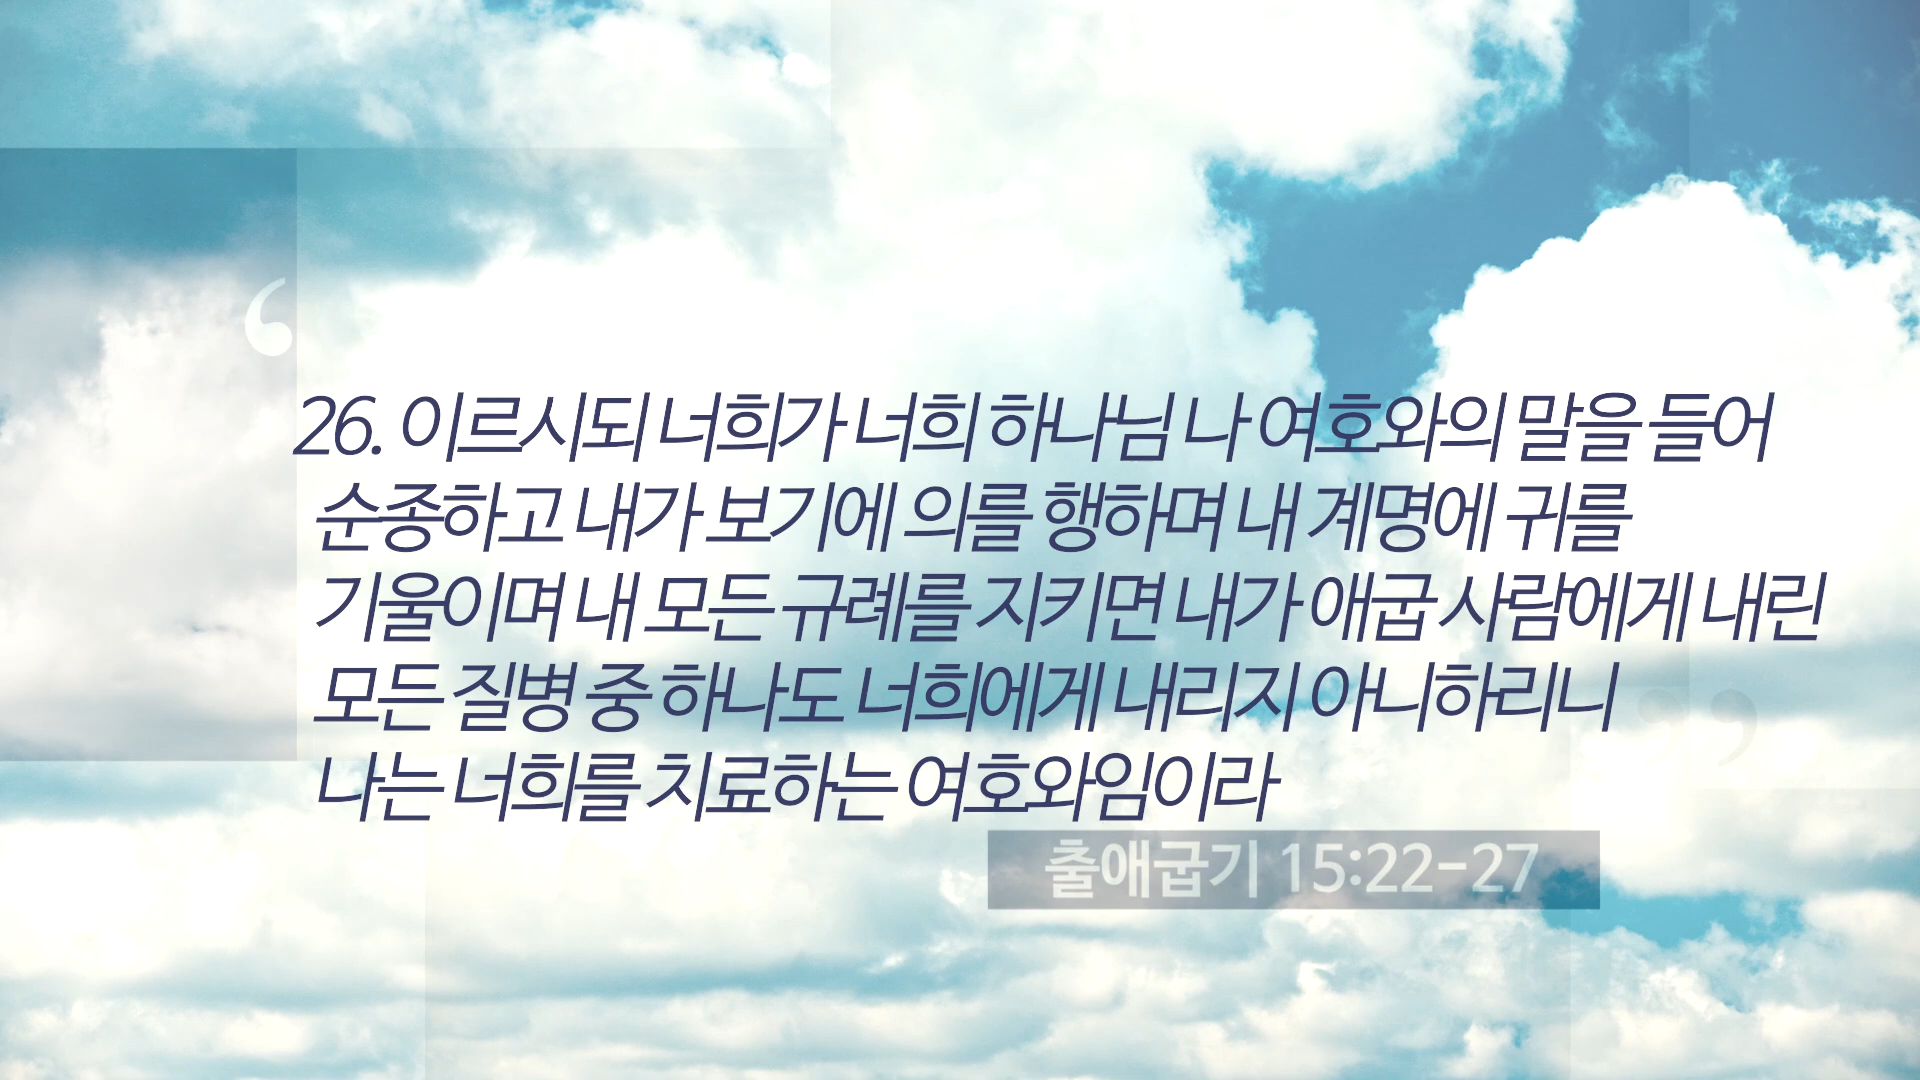 26. 이르시되 너희가 너희 하나님 나 여호와의 말을 들어
순종하고 내가 보기에 의를 행하며 내 계명에 귀를
기울이며 내 모든 규례를 지키면 내가 애굽 사람에게 내린
모든 질병 중 하나도 너희에게 내리지 아니하리니
나는 너희를 치료하는 여호와임이라
출애굽기 15:22-27